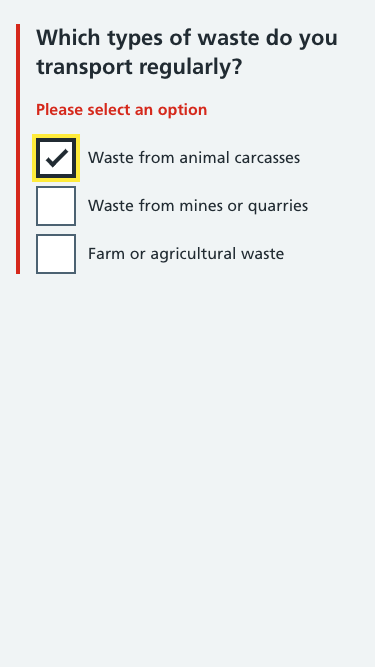 Which types of waste do you
transport regularly?
Please select an option
Waste from animal carcasses
Waste from mines or quarries
Farm or agricultural waste